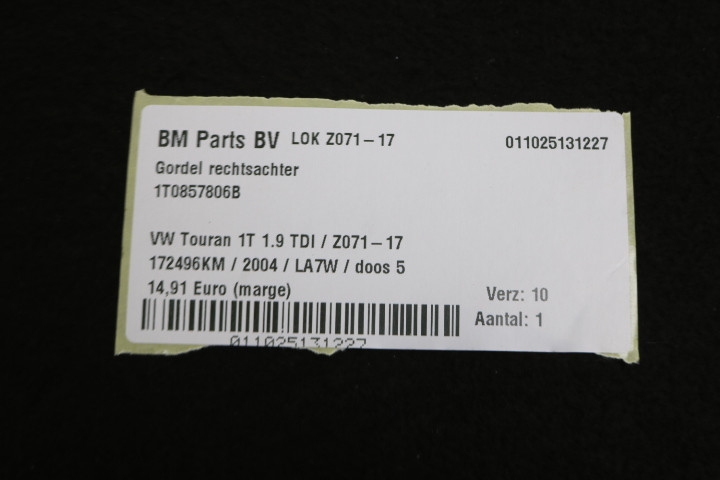 BM Parts BV LOK Z071-17 011025131227
Gordel rechtsachter
1T0857806B
VW Touran 1T 1.9 TDI / Z071-17
172496KM / 2004 / LA7W / doos 5
14,91 Euro (marge)
Verz: 10
Aantal: 1
011025131227